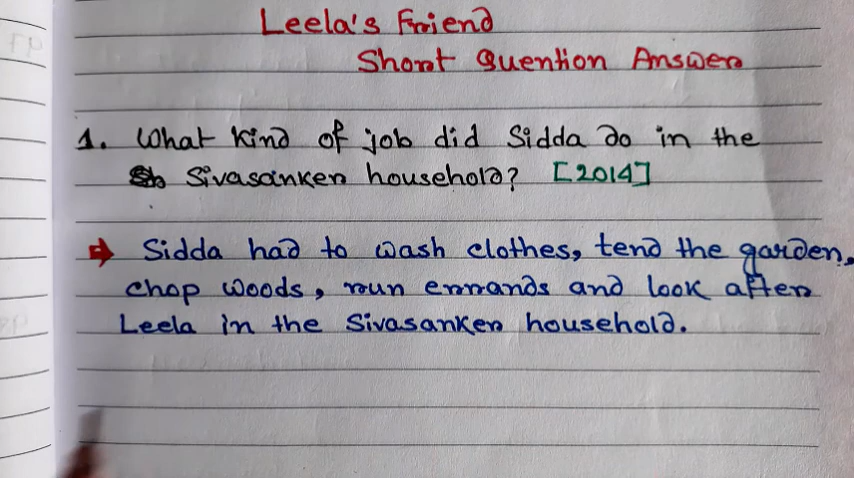 Leela's Friend
Short Question Answer
1. What kind of job did Sidda do in the
Sivasanker household? [2014]
⇒ Sidda had to wash clothes, tend the garden,
chop woods, run errands and look after
Leela in the Sivasanker household.